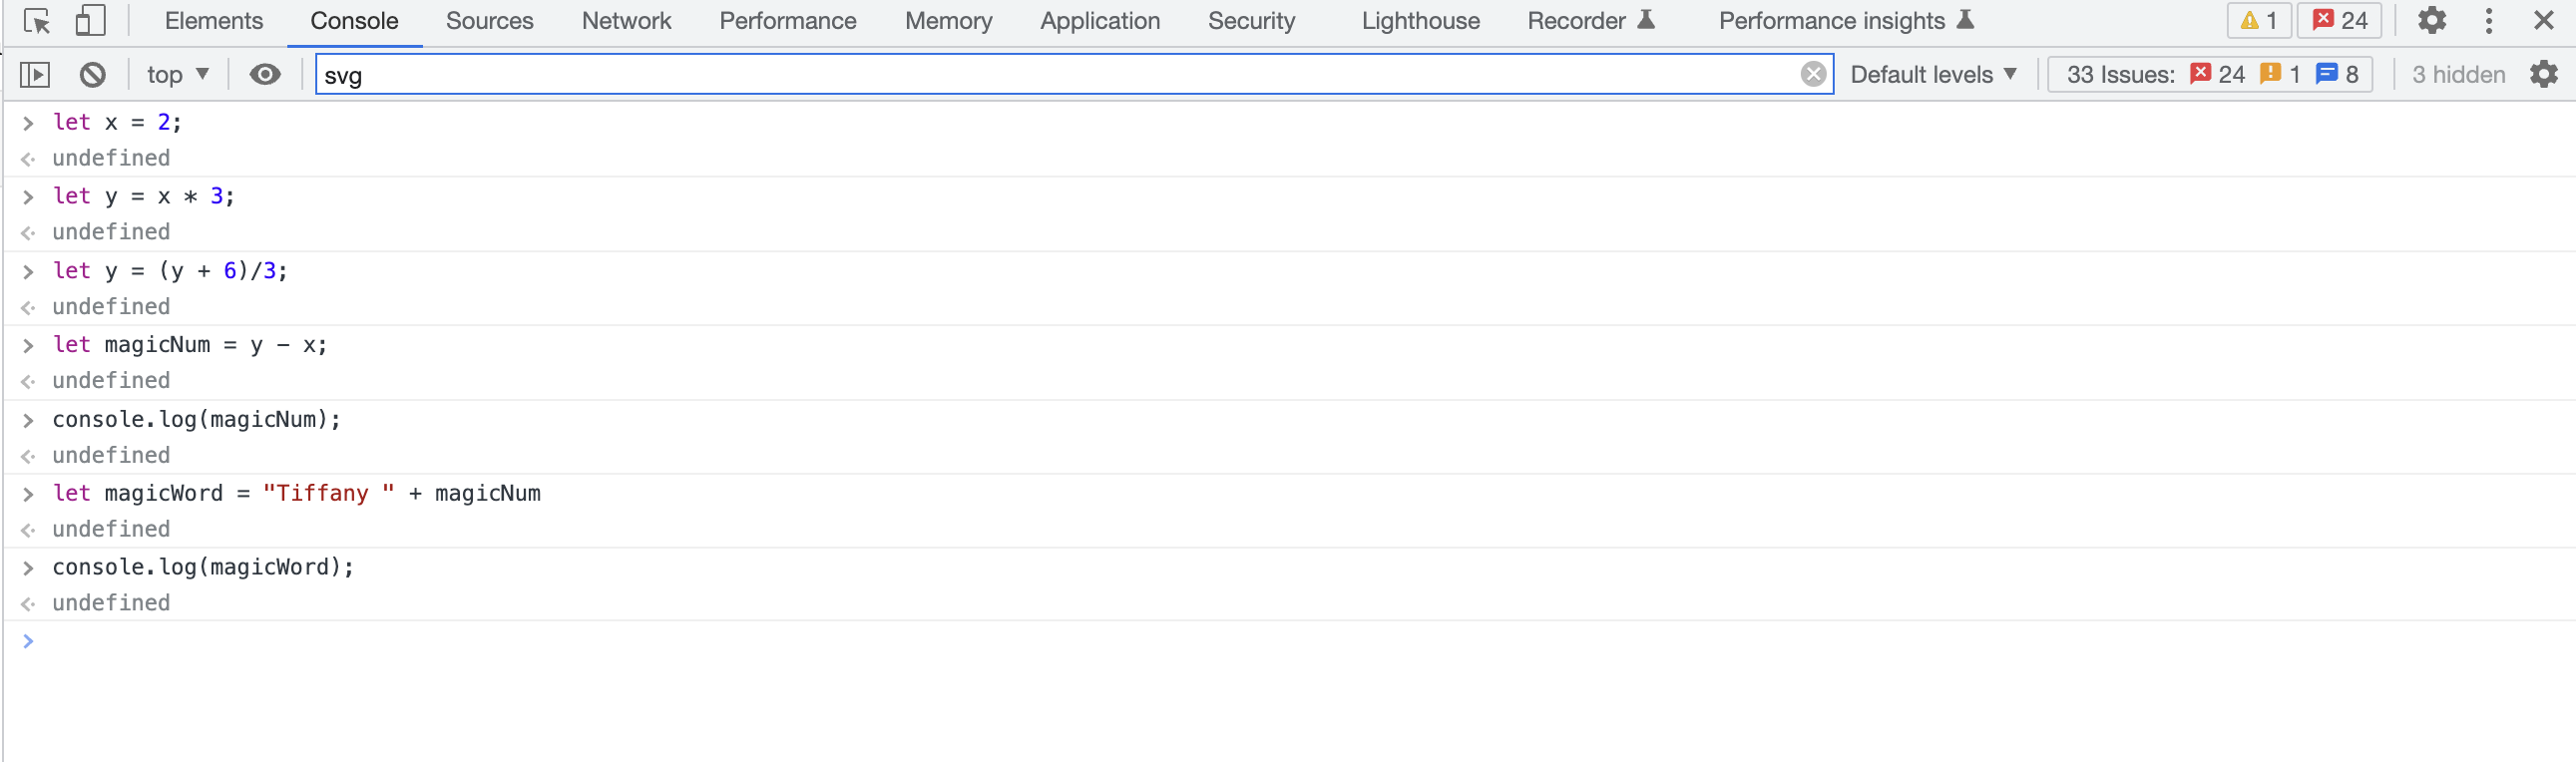 Elements Console Sources Network Performance Memory Application Security Lighthouse Recorder Performance insights 1 24
top svg Default levels 33 Issues: 24 1 8 3 hidden
let x = 2;
undefined
let y = x * 3;
undefined
let y = (y + 6)/3;
undefined
let magicNum = y - x;
undefined
console.log(magicNum);
undefined
let magicWord = "Tiffany " + magicNum
undefined
console.log(magicWord);
undefined